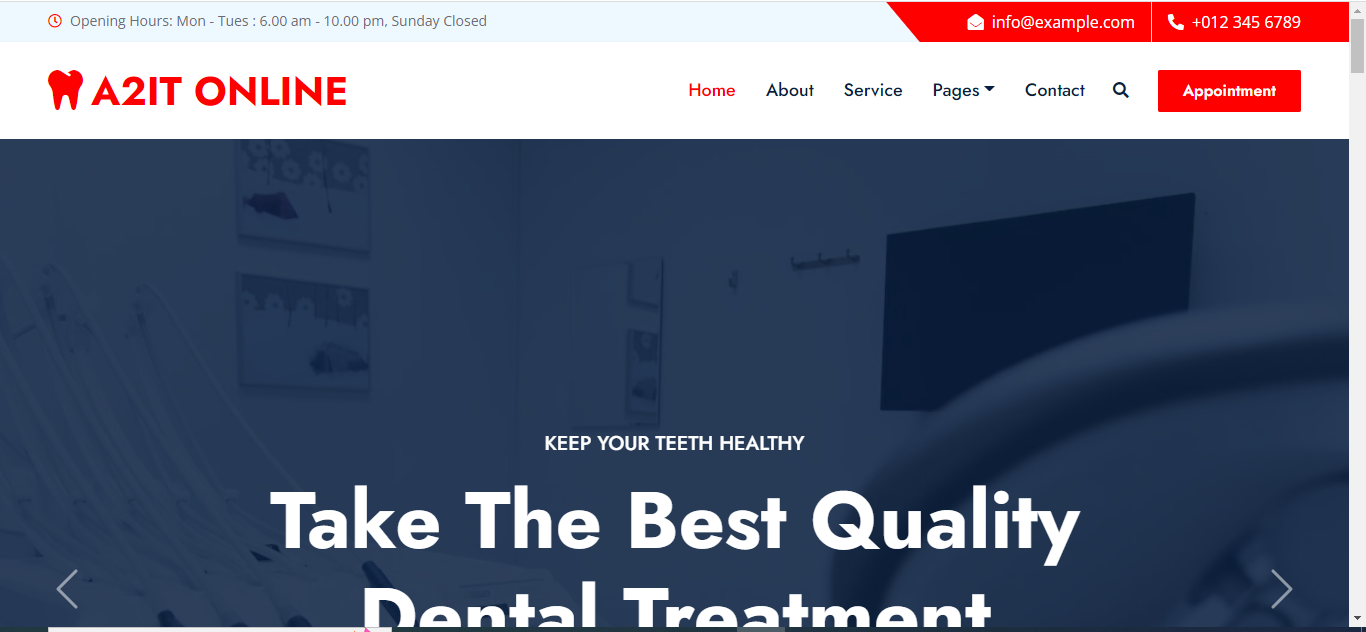 Opening Hours: Mon - Tues : 6.00 am - 10.00 pm, Sunday Closed
info@example.com
+012 345 6789
A2IT ONLINE
Home About Service Pages Contact Appointment
KEEP YOUR TEETH HEALTHY
Take The Best Quality
Dental Treatment